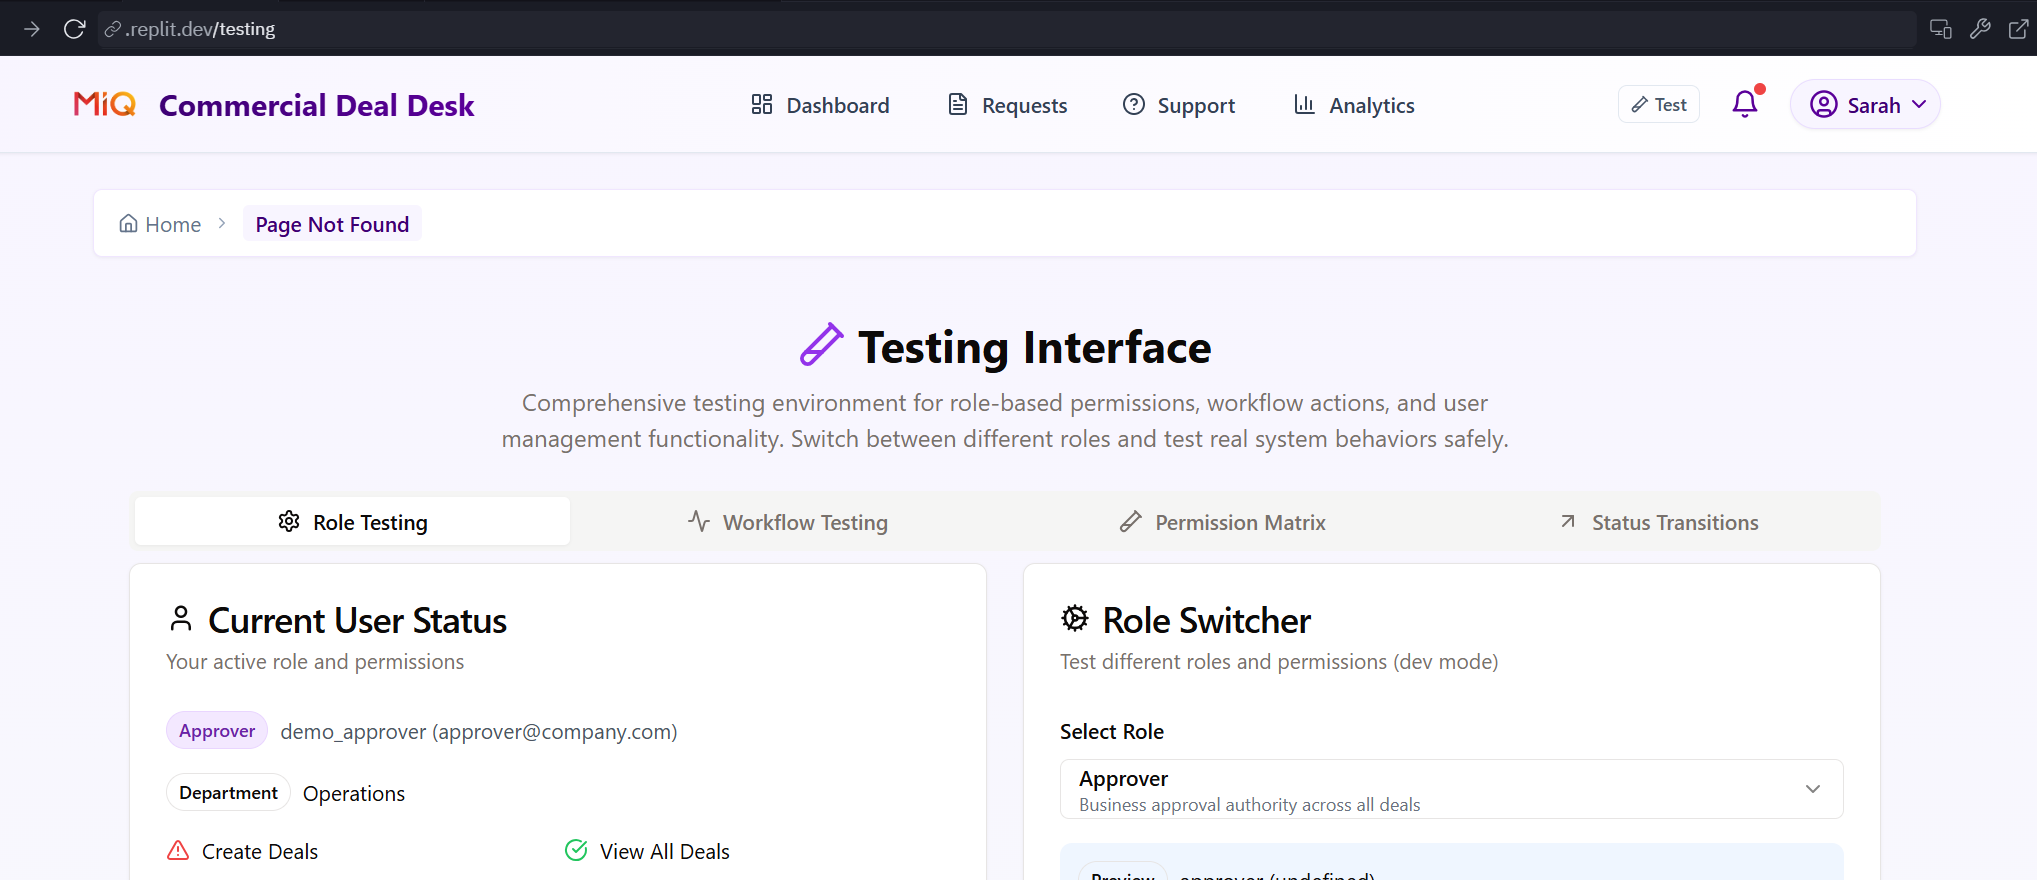 .replit.dev/testing
MiQ Commercial Deal Desk
Dashboard
Requests
Support
Analytics
Test
Sarah
Home
Page Not Found
Testing Interface
Comprehensive testing environment for role-based permissions, workflow actions, and user
management functionality. Switch between different roles and test real system behaviors safely.
Role Testing
Workflow Testing
Permission Matrix
Status Transitions
Current User Status
Your active role and permissions
Approver demo_approver (approver@company.com)
Department Operations
Create Deals
View All Deals
Role Switcher
Test different roles and permissions (dev mode)
Select Role
Approver
Business approval authority across all deals
Preview approver (undefined)